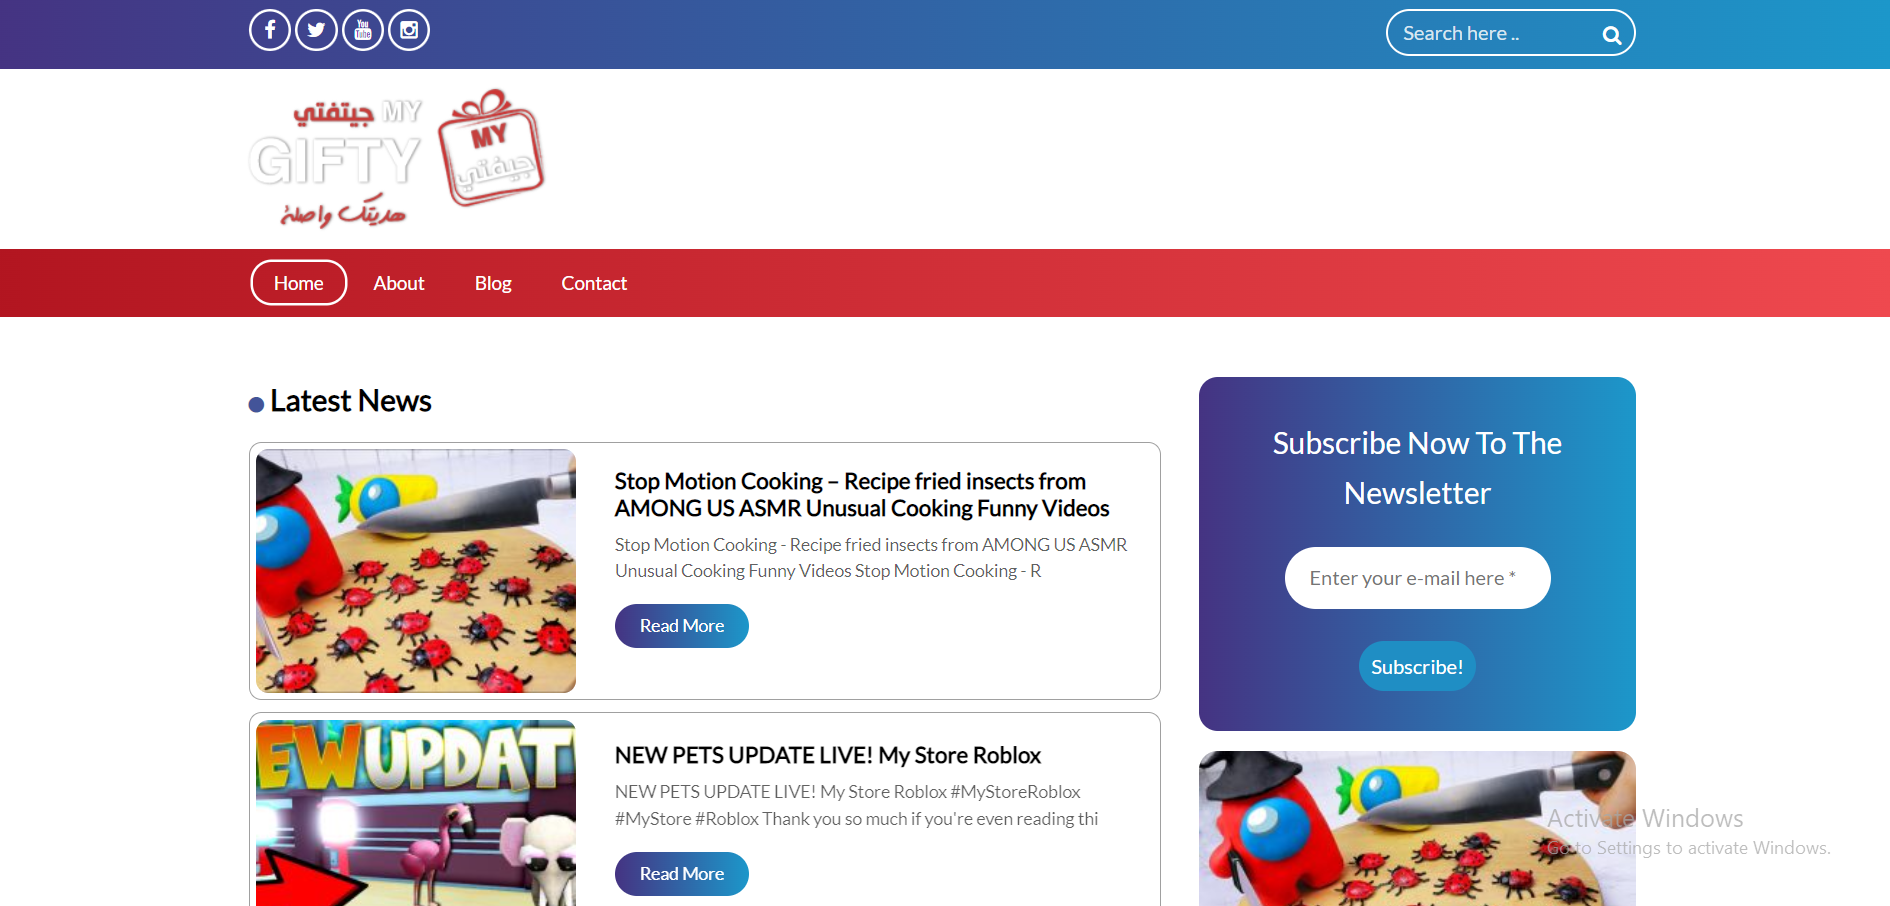 You
Tube
Search here ..
جيتفتي MY
GIFTY
هديتك واصلة
MY
جيفتي
Home
About
Blog
Contact
Latest News
Stop Motion Cooking – Recipe fried insects from
AMONG US ASMR Unusual Cooking Funny Videos
Stop Motion Cooking - Recipe fried insects from AMONG US ASMR
Unusual Cooking Funny Videos Stop Motion Cooking - R
Read More
EW UPDAT
NEW PETS UPDATE LIVE! My Store Roblox
NEW PETS UPDATE LIVE! My Store Roblox #MyStoreRoblox
#MyStore #Roblox Thank you so much if you're even reading thi
Read More
Subscribe Now To The
Newsletter
Enter your e-mail here *
Subscribe!
Activate Windows
Go to Settings to activate Windows.